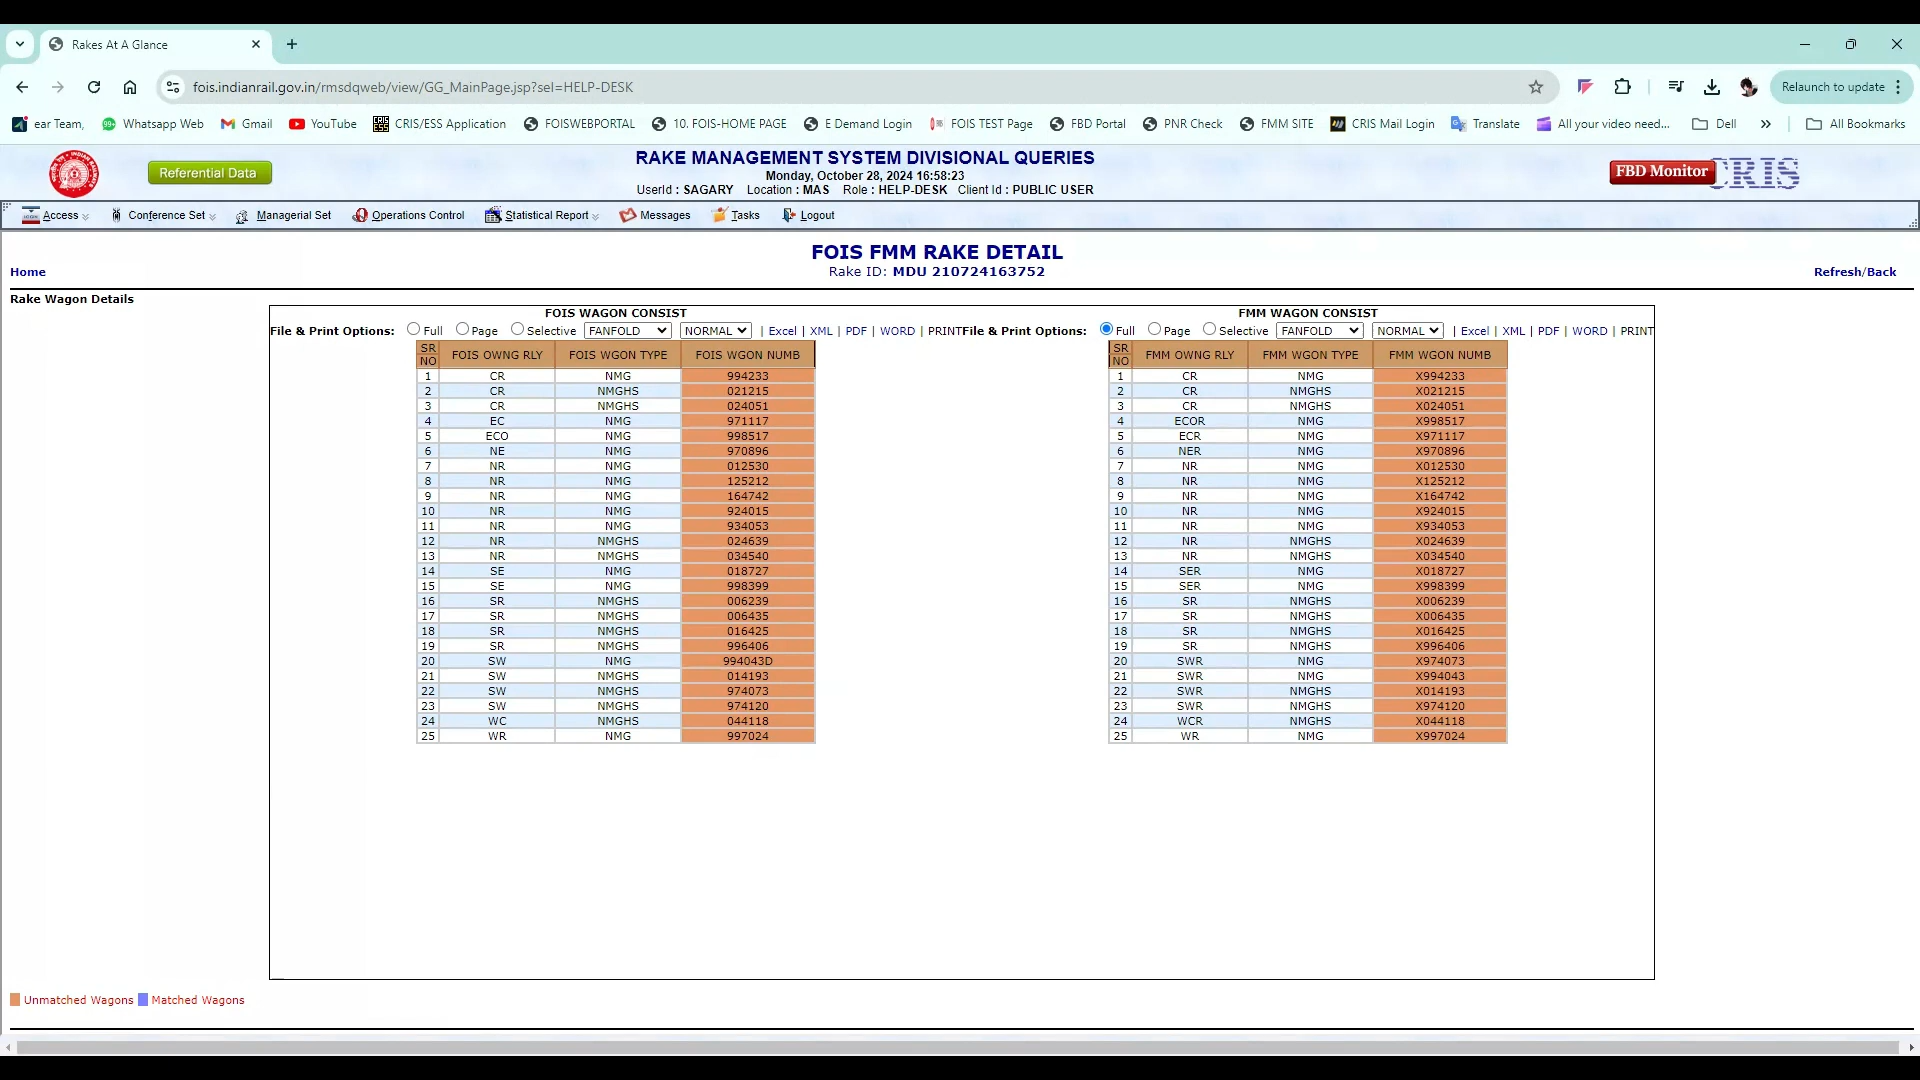 Rakes At A Glance
fois.indianrail.gov.in/rmsdqweb/view/GG_MainPage.jsp?sel=HELP-DESK
Relaunch to update
ear Team,
Whatsapp Web
Gmail
YouTube
CRIS/ESS Application
FOISWEBPORTAL
10. FOIS-HOME PAGE
E Demand Login
FOIS TEST Page
FBD Portal
PNR Check
FMM SITE
CRIS Mail Login
Translate
All your video need...
Dell
All Bookmarks
Referential Data
RAKE MANAGEMENT SYSTEM DIVISIONAL QUERIES
Monday, October 28, 2024 16:58:23
UserId : SAGARY Location : MAS Role : HELP-DESK Client Id : PUBLIC USER
FBD Monitor
CRIS
Access
Conference Set
Managerial Set
Operations Control
Statistical Report
Messages
Tasks
Logout
FOIS FMM RAKE DETAIL
Home
Rake ID: MDU 210724163752
Refresh/Back
Rake Wagon Details
FOIS WAGON CONSIST
File & Print Options: Full Page Selective FANFOLD NORMAL | Excel | XML | PDF | WORD | PRINT
SR NO FOIS OWNG RLY FOIS WGON TYPE FOIS WGON NUMB
1 CR NMG 994233
2 CR NMGHS 021215
3 CR NMGHS 024051
4 EC NMG 971117
5 ECO NMG 998517
6 NE NMG 970896
7 NR NMG 012530
8 NR NMG 125212
9 NR NMG 164742
10 NR NMG 924015
11 NR NMG 934053
12 NR NMGHS 024639
13 NR NMGHS 034540
14 SE NMG 018727
15 SE NMG 998399
16 SR NMGHS 006239
17 SR NMGHS 006435
18 SR NMGHS 016425
19 SR NMGHS 996406
20 SW NMG 994043D
21 SW NMGHS 014193
22 SW NMGHS 974073
23 SW NMGHS 974120
24 WC NMGHS 044118
25 WR NMG 997024
FMM WAGON CONSIST
File & Print Options: Full Page Selective FANFOLD NORMAL | Excel | XML | PDF | WORD | PRINT
SR NO FMM OWNG RLY FMM WGON TYPE FMM WGON NUMB
1 CR NMG X994233
2 CR NMGHS X021215
3 CR NMGHS X024051
4 ECOR NMG X998517
5 ECR NMG X971117
6 NER NMG X970896
7 NR NMG X012530
8 NR NMG X125212
9 NR NMG X164742
10 NR NMG X924015
11 NR NMG X934053
12 NR NMGHS X024639
13 NR NMGHS X034540
14 SER NMG X018727
15 SER NMG X998399
16 SR NMGHS X006239
17 SR NMGHS X006435
18 SR NMGHS X016425
19 SR NMGHS X996406
20 SWR NMG X974073
21 SWR NMG X994043
22 SWR NMGHS X014193
23 SWR NMGHS X974120
24 WCR NMGHS X044118
25 WR NMG X997024
Unmatched Wagons Matched Wagons